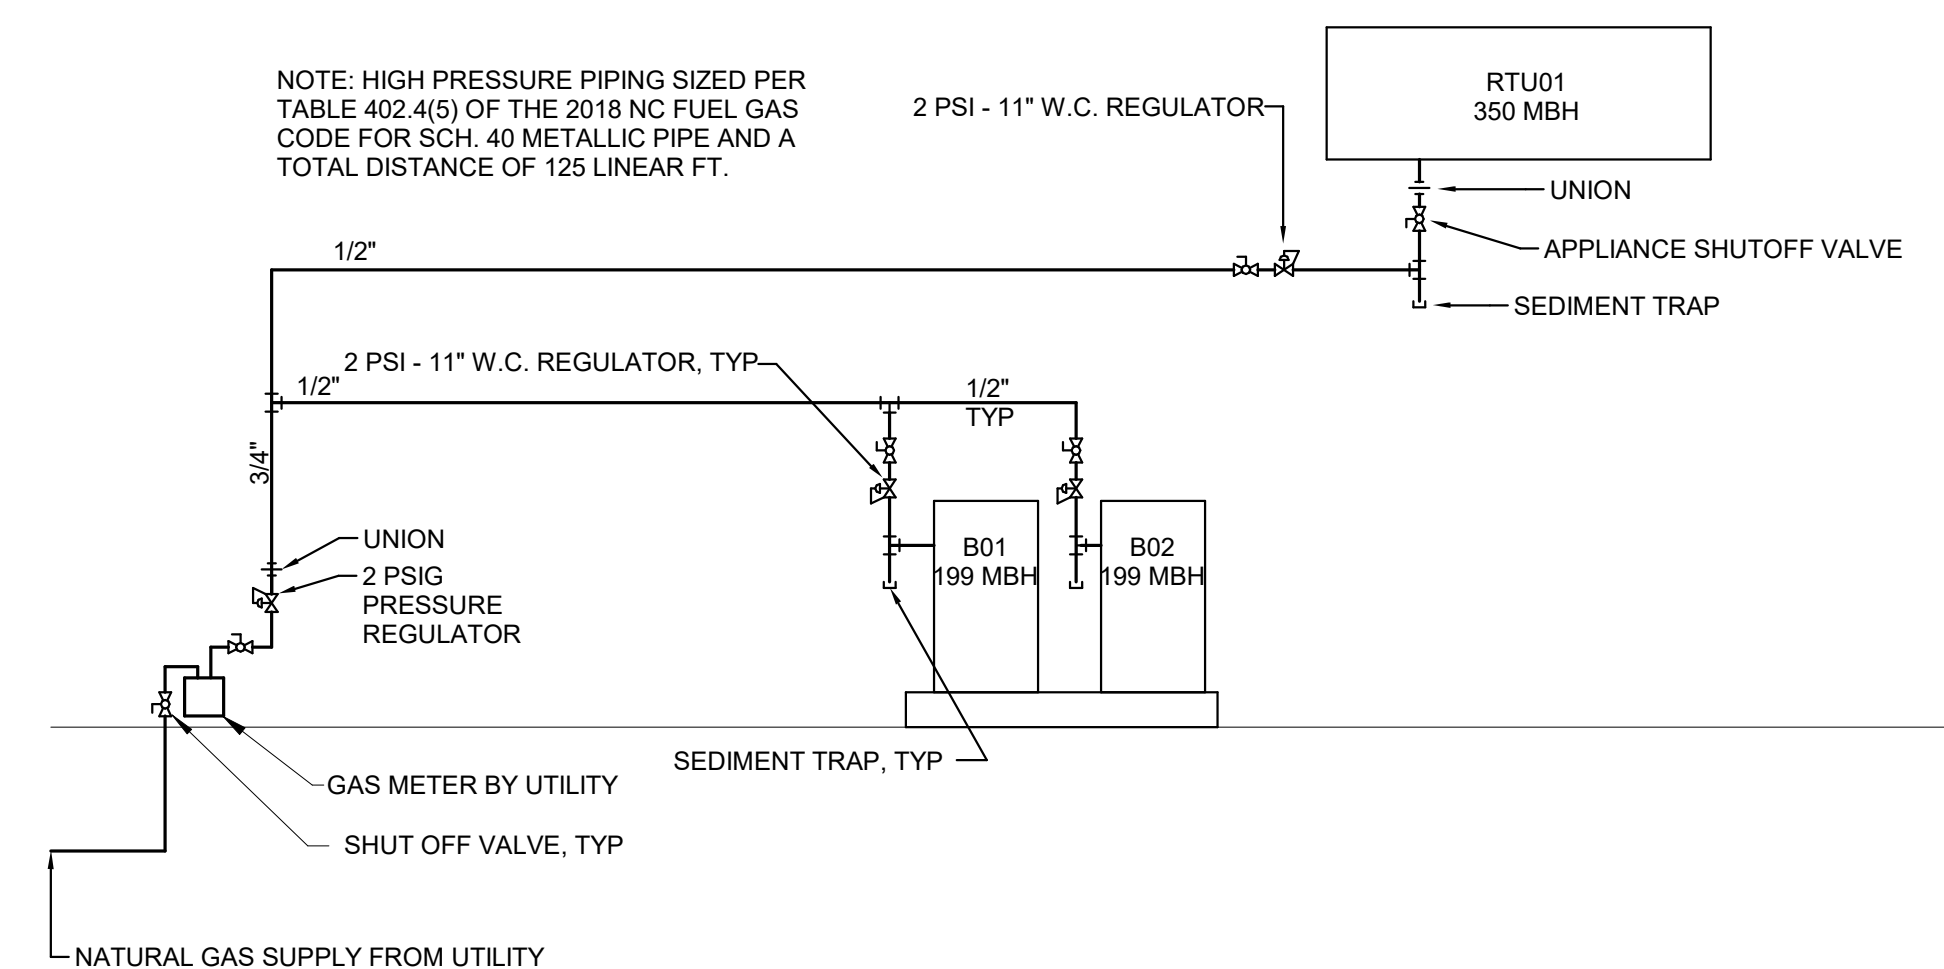 NOTE: HIGH PRESSURE PIPING SIZED PER
TABLE 402.4(5) OF THE 2018 NC FUEL GAS
CODE FOR SCH. 40 METALLIC PIPE AND A
TOTAL DISTANCE OF 125 LINEAR FT.
2 PSI - 11" W.C. REGULATOR
RTU01
350 MBH
UNION
APPLIANCE SHUTOFF VALVE
SEDIMENT TRAP
1/2"
2 PSI - 11" W.C. REGULATOR, TYP
1/2"
1/2"
TYP
3/4"
UNION
2 PSIG
PRESSURE
REGULATOR
B01
199 MBH
B02
199 MBH
SEDIMENT TRAP, TYP
GAS METER BY UTILITY
SHUT OFF VALVE, TYP
NATURAL GAS SUPPLY FROM UTILITY